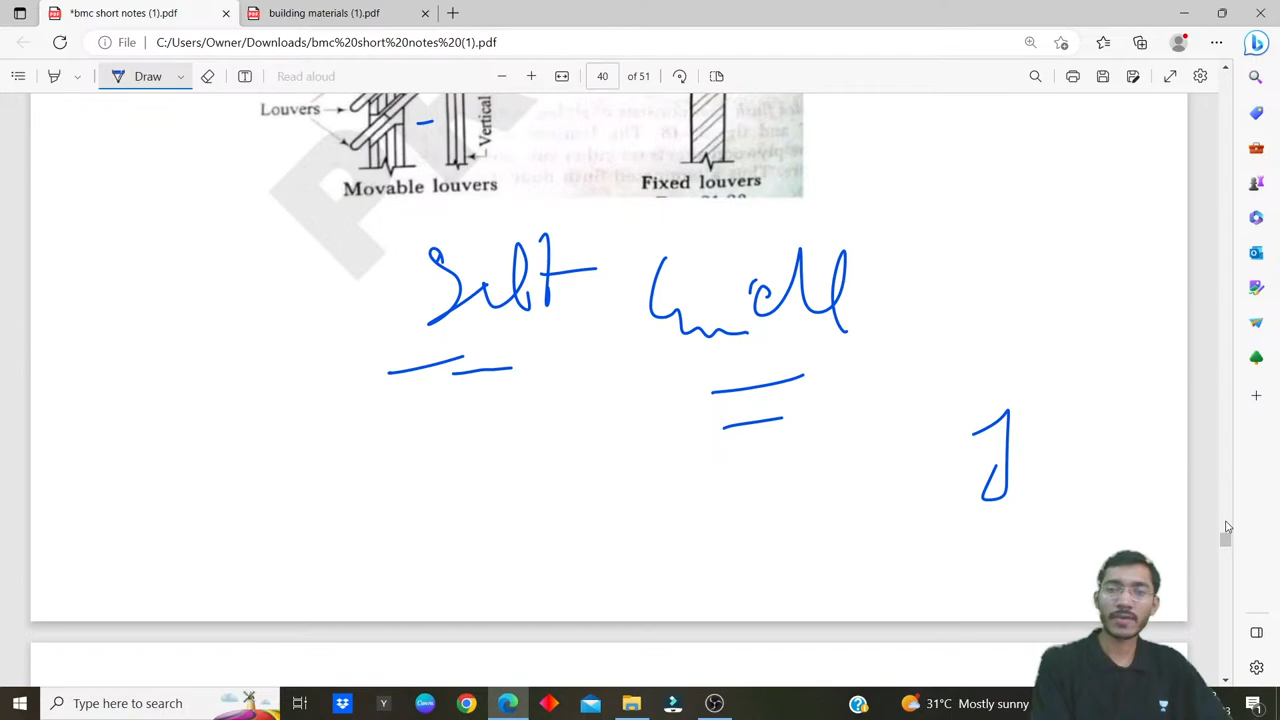 *bmc short notes (1).pdf
building materials (1).pdf
File
C:/Users/Owner/Downloads/bmc%20short%20notes%20(1).pdf
Draw
Read aloud
40 of 51
Louvers
Vertical
Movable louvers
Fixed louvers
Type here to search
31°C Mostly sunny